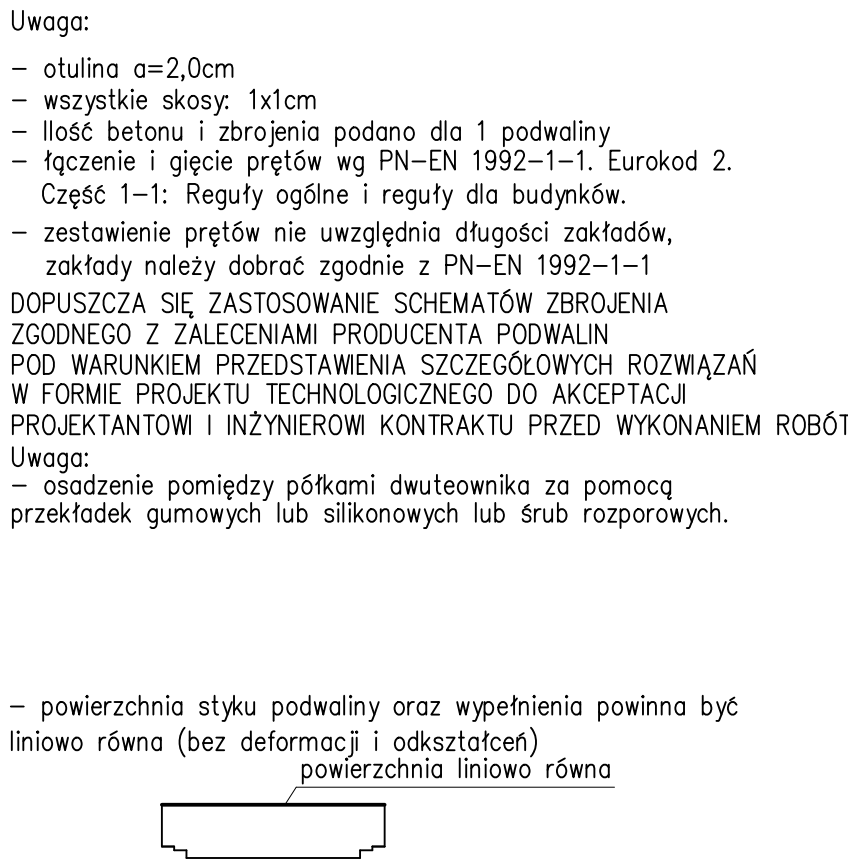 Uwaga:
– otulina a=2,0cm
– wszystkie skosy: 1x1cm
– Ilość betonu i zbrojenia podano dla 1 podwaliny
– łączenie i gięcie prętów wg PN–EN 1992–1–1. Eurokod 2.
Część 1–1: Reguły ogólne i reguły dla budynków.
– zestawienie prętów nie uwzględnia długości zakładów,
zakłady należy dobrać zgodnie z PN–EN 1992–1–1
DOPUSZCZA SIĘ ZASTOSOWANIE SCHEMATÓW ZBROJENIA
ZGODNEGO Z ZALECENIAMI PRODUCENTA PODWALIN
POD WARUNKIEM PRZEDSTAWIENIA SZCZEGÓŁOWYCH ROZWIĄZAŃ
W FORMIE PROJEKTU TECHNOLOGICZNEGO DO AKCEPTACJI
PROJEKTANTOWI I INŻYNIEROWI KONTRAKTU PRZED WYKONANIEM ROBÓT
Uwaga:
– osadzenie pomiędzy półkami dwuteownika za pomocą
przekładek gumowych lub silikonowych lub śrub rozporowych.
– powierzchnia styku podwaliny oraz wypełnienia powinna być
liniowo równa (bez deformacji i odkształceń)
powierzchnia liniowo równa